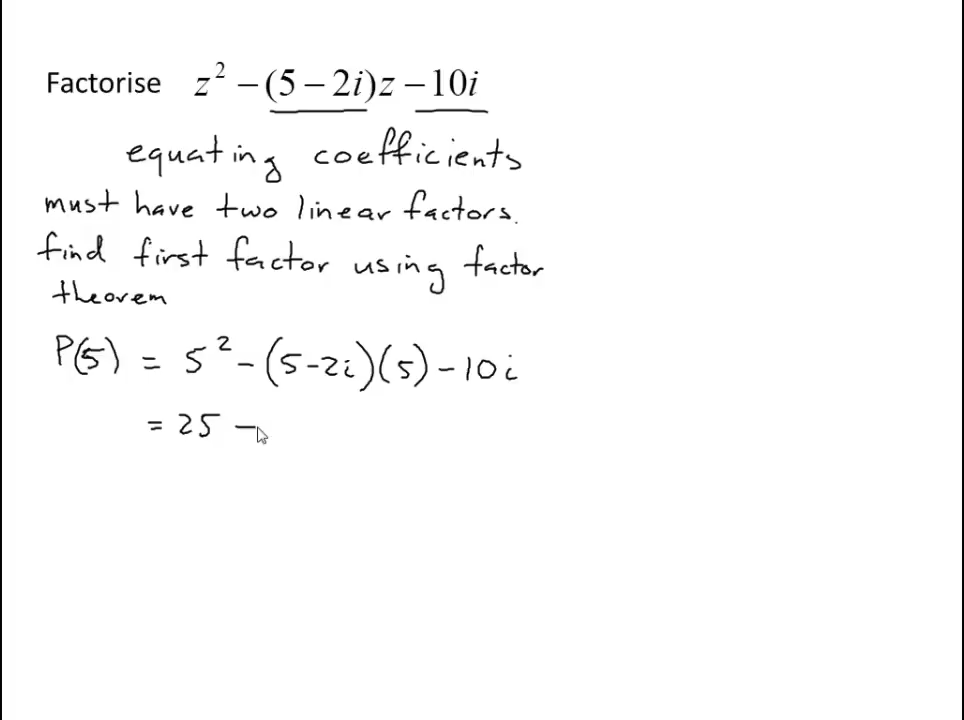 Factorise z² – (5 – 2i)z – 10i
equating coefficients
must have two linear factors.
find first factor using factor
theorem
P(5) = 5² - (5-2i)(5) - 10i
= 25 -